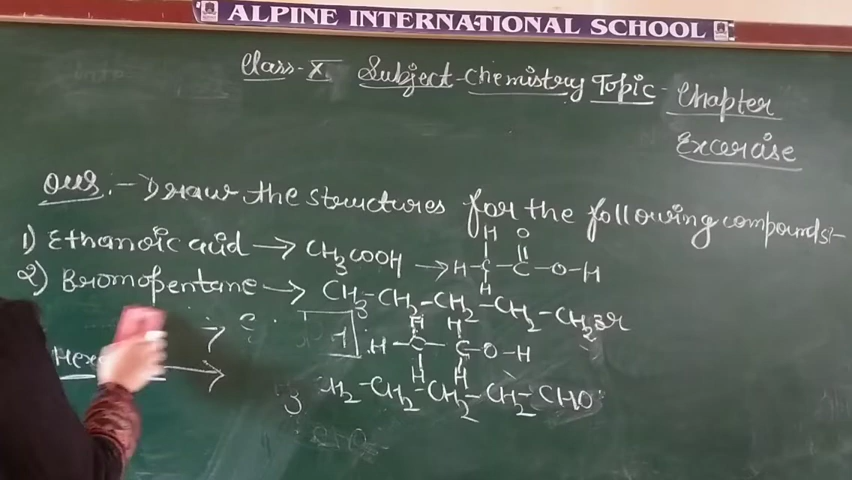 ALPINE INTERNATIONAL SCHOOL
Class-X Subject-Chemistry Topic- Chapter
Excercise
Ques:- Draw the structures for the following compounds:-
1) Ethanoic acid → CH3COOH → H-C-C-O-H
H O
H
2) Bromopentane → CH3-CH2-CH2-CH2-CH2Br
H H
H-C-C-O-H
H H
→ CH2-CH2-CH2-CH2-CHO